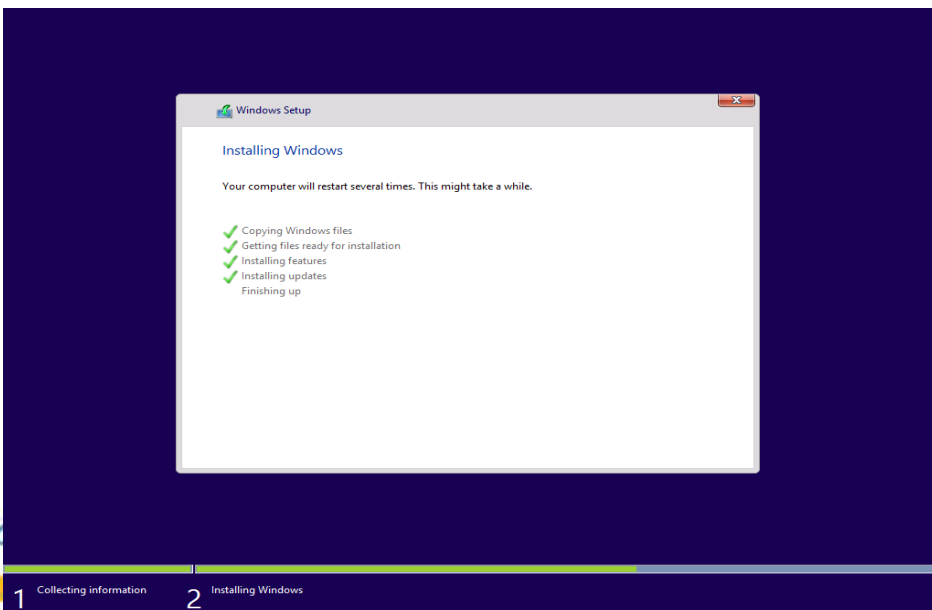 Windows Setup
Installing Windows
Your computer will restart several times. This might take a while.
Copying Windows files
Getting files ready for installation
Installing features
Installing updates
Finishing up
1 Collecting information
2 Installing Windows